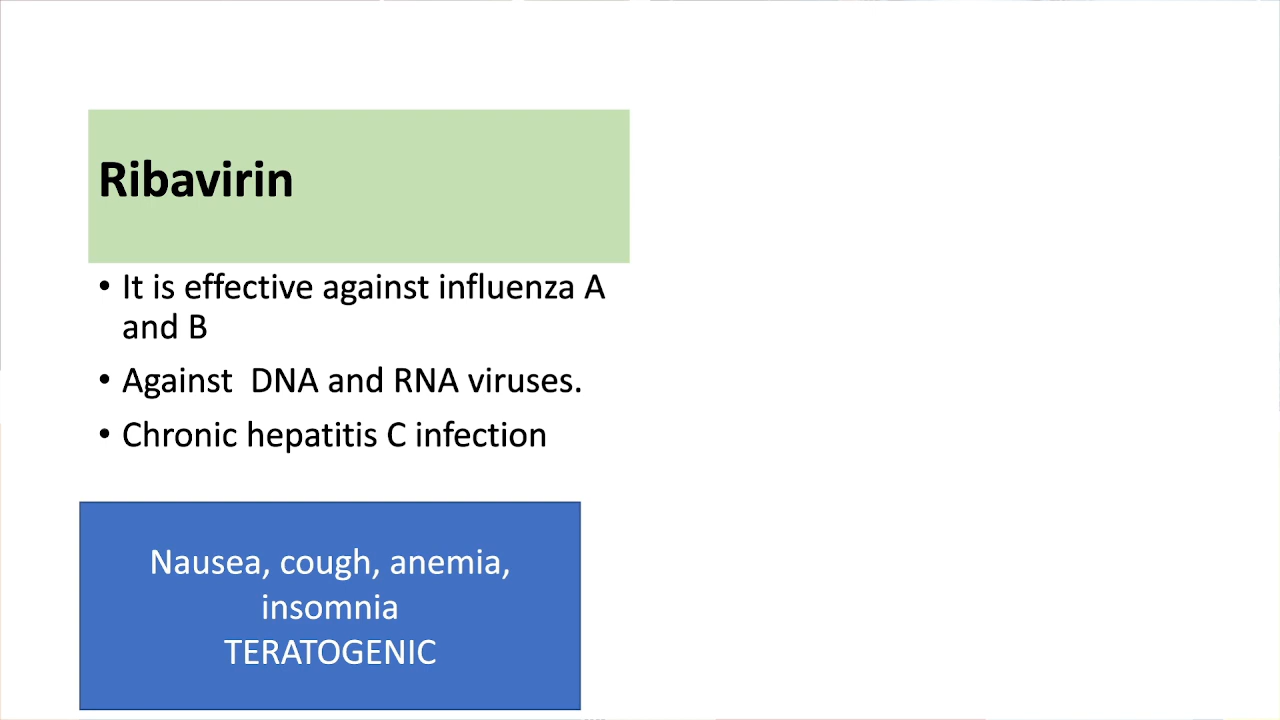 Ribavirin
• It is effective against influenza A
and B
• Against  DNA and RNA viruses.
• Chronic hepatitis C infection
Nausea, cough, anemia,
insomnia
TERATOGENIC